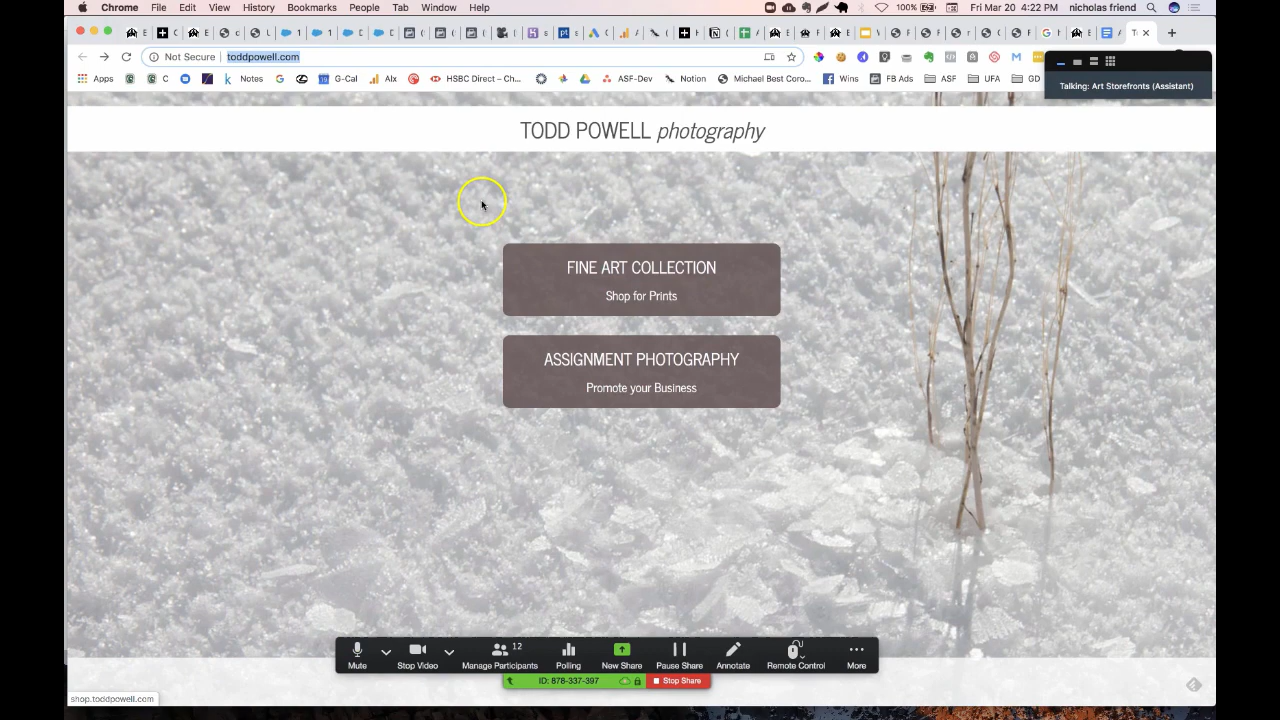 Chrome File Edit View History Bookmarks People Tab Window Help 100% Fri Mar 20 4:22 PM nicholas friend
Not Secure toddpowell.com
Apps G C Notes G-Cal Atk HSBC Direct – Ch... ASF-Dev Notion Michael Best Coro... Wins FB Ads ASF UFA GD
Talking: Art Storefronts (Assistant)
TODD POWELL photography
FINE ART COLLECTION
Shop for Prints
ASSIGNMENT PHOTOGRAPHY
Promote your Business
Mute Stop Video Manage Participants 12 Polling New Share Pause Share Annotate Remote Control More
ID: 878-337-397 Stop Share
shop.toddpowell.com